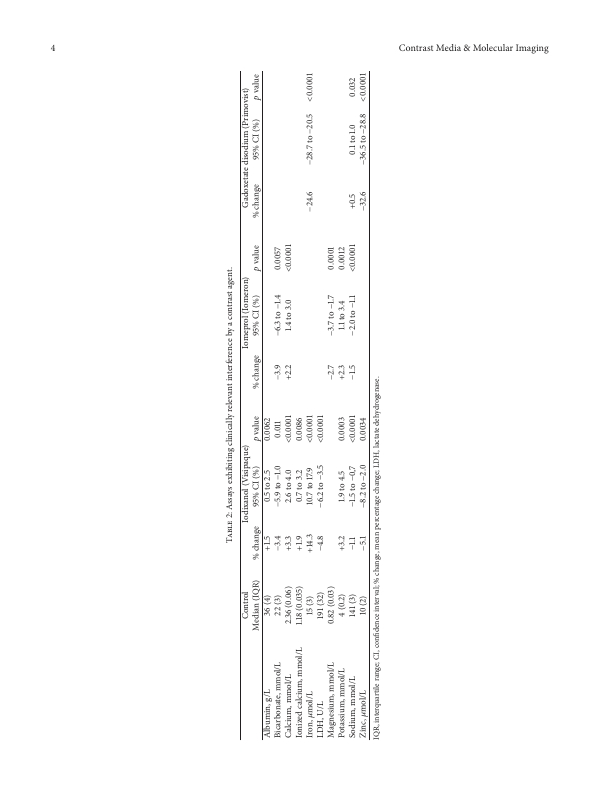 4 Contrast Media & Molecular Imaging
TABLE 2: Assays exhibiting clinically relevant interference by a contrast agent.
Control Iodixanol (Visipaque) Iomeprol (Iomeron) Gadoxetate disodium (Primovist)
Median (IQR) % change 95% CI (%) p value % change 95% CI (%) p value % change 95% CI (%) p value
Albumin, g/L 36 (4) +1.5 0.5 to 2.5 0.0062
Bicarbonate, mmol/L 22 (3) −3.4 −5.9 to −1.0 0.011 −3.9 −6.3 to −1.4 0.0057
Calcium, mmol/L 2.36 (0.06) +3.3 2.6 to 4.0 <0.0001 +2.2 1.4 to 3.0 <0.0001
Ionized calcium, mmol/L 1.18 (0.035) +1.9 0.7 to 3.2 0.0086
Iron, μmol/L 15 (3) +14.3 10.7 to 17.9 <0.0001 −24.6 −28.7 to −20.5 <0.0001
LDH, U/L 191 (32) −4.8 −6.2 to −3.5 <0.0001
Magnesium, mmol/L 0.82 (0.03) −2.7 −3.7 to −1.7 0.0001
Potassium, mmol/L 4 (0.2) +3.2 1.9 to 4.5 0.0003 +2.3 1.1 to 3.4 0.0012
Sodium, mmol/L 141 (3) −1.1 −1.5 to −0.7 <0.0001 −1.5 −2.0 to −1.1 <0.0001 +0.5 0.1 to 1.0 0.032
Zinc, μmol/L 10 (2) −5.1 −8.2 to −2.0 0.0034 −32.6 −36.5 to −28.8 <0.0001
IQR, interquartile range; CI, confidence interval; % change, mean percentage change; LDH, lactate dehydrogenase.